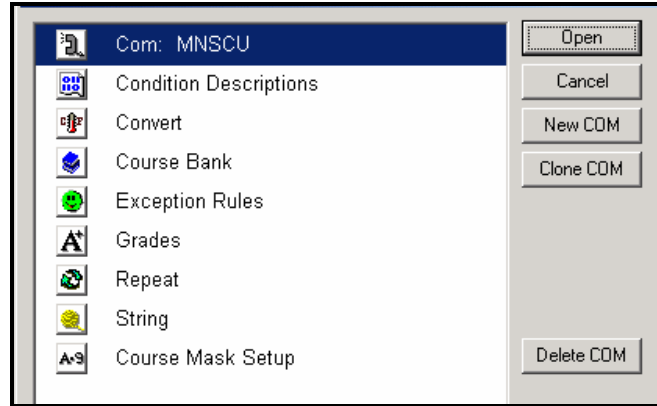 Com: MNSCU
Condition Descriptions
Convert
Course Bank
Exception Rules
Grades
Repeat
String
Course Mask Setup
Open
Cancel
New COM
Clone COM
Delete COM